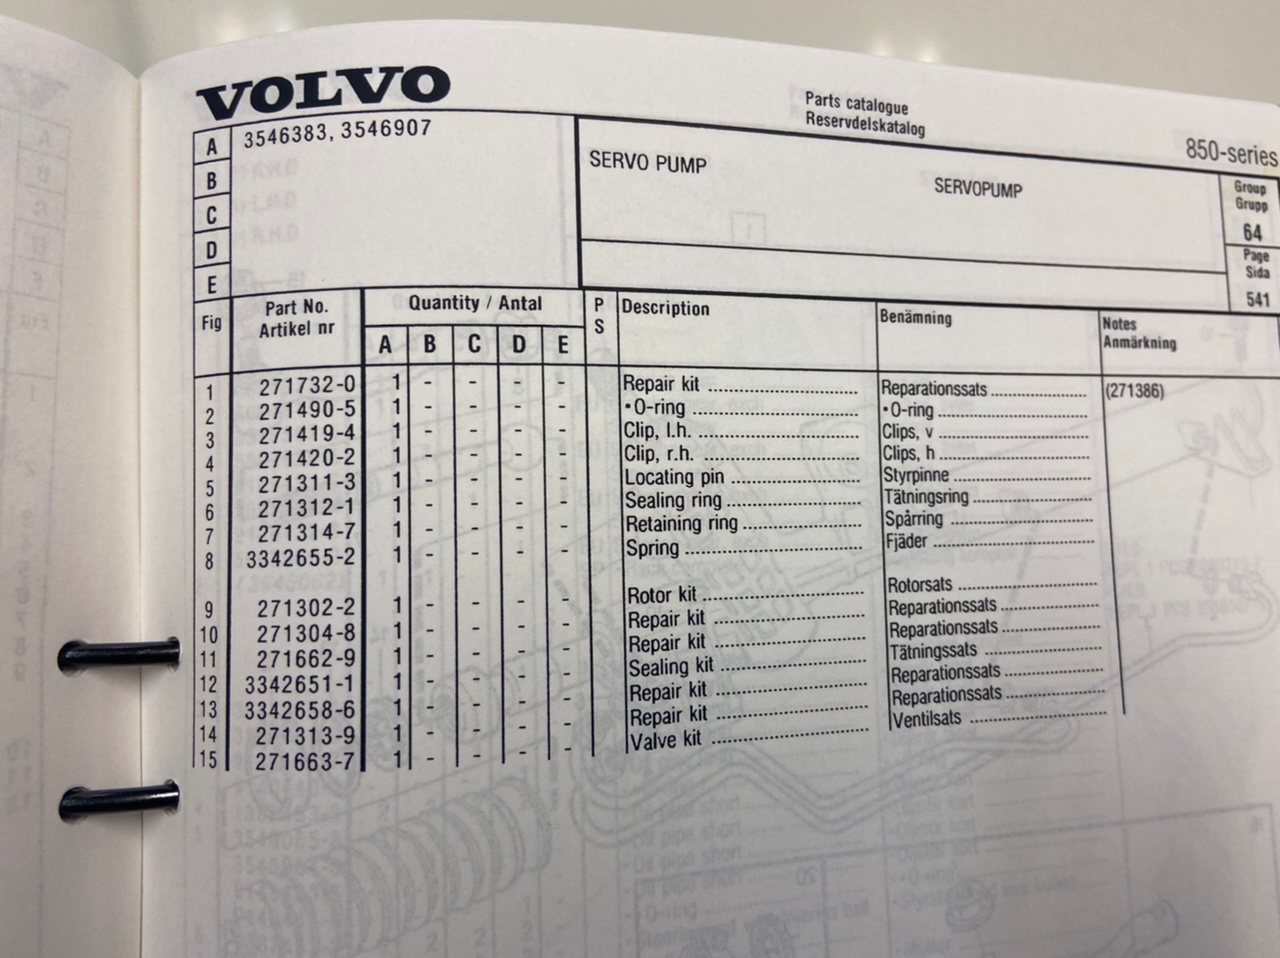 VOLVO
Parts catalogue
Reservdelskatalog
850-series
A 3546383, 3546907
B
C
D
E
SERVO PUMP
SERVOPUMP
Group
Grupp
64
Page
Sida
541
Fig
Part No.
Artikel nr
Quantity / Antal
A B C D E
P
S
Description
Benämning
Notes
Anmärkning
1 271732-0 1 - - - - Repair kit Reparationssats (271386)
2 271490-5 1 - - - - •O-ring •O-ring
3 271419-4 1 - - - - Clip, l.h. Clips, v
4 271420-2 1 - - - - Clip, r.h. Clips, h
5 271311-3 1 - - - - Locating pin Styrpinne
6 271312-1 1 - - - - Sealing ring Tätningsring
7 271314-7 1 - - - - Retaining ring Spårring
8 3342655-2 1 - - - - Spring Fjäder
9 271302-2 1 - - - - Rotor kit Rotorsats
10 271304-8 1 - - - - Repair kit Reparationssats
11 271662-9 1 - - - - Repair kit Reparationssats
12 3342651-1 1 - - - - Sealing kit Tätningssats
13 3342658-6 1 - - - - Repair kit Reparationssats
14 271313-9 1 - - - - Repair kit Reparationssats
15 271663-7 1 - - - - Valve kit Ventilsats